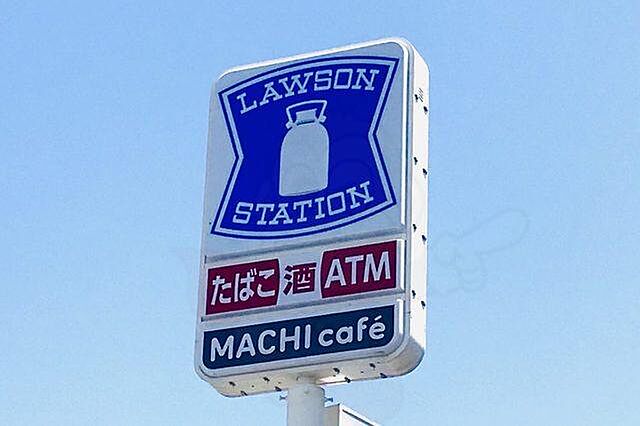 LAWSON
STATION
たばこ 酒 ATM
MACHI café